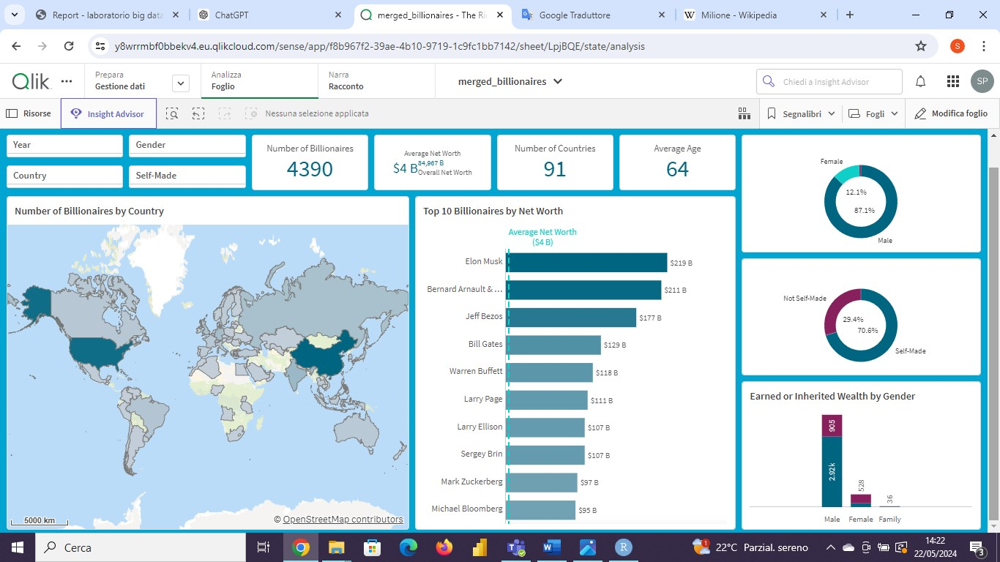 Report - laboratorio big data
ChatGPT
merged_billionaires - The Ri
Google Traduttore
W Milione - Wikipedia
y8wrrmbf0bbekv4.eu.qlikcloud.com/sense/app/f8b967f2-39ae-4b10-9719-1c9fc1bb7142/sheet/LpjBQE/state/analysis
S
Qlik
Prepara
Gestione dati
Analizza
Foglio
Narra
Racconto
merged_billionaires
Chiedi a Insight Advisor
SP
Risorse
Insight Advisor
Nessuna selezione applicata
Segnalibri
Fogli
Modifica foglio
Year
Gender
Country
Self-Made
Number of Billionaires
4390
Average Net Worth
$4 B
84,967 B
Overall Net Worth
Number of Countries
91
Average Age
64
Number of Billionaires by Country
5000 km
© OpenStreetMap contributors
Top 10 Billionaires by Net Worth
Average Net Worth
($4 B)
Elon Musk $219 B
Bernard Arnault & ... $211 B
Jeff Bezos $177 B
Bill Gates $129 B
Warren Buffett $118 B
Larry Page $111 B
Larry Ellison $107 B
Sergey Brin $107 B
Mark Zuckerberg $97 B
Michael Bloomberg $95 B
Female
12.1%
87.1%
Male
Not Self-Made
29.4%
70.6%
Self-Made
Earned or Inherited Wealth by Gender
905
2.92k
528
36
Male Female Family
Cerca
22°C Parzial. sereno
14:22
22/05/2024
3